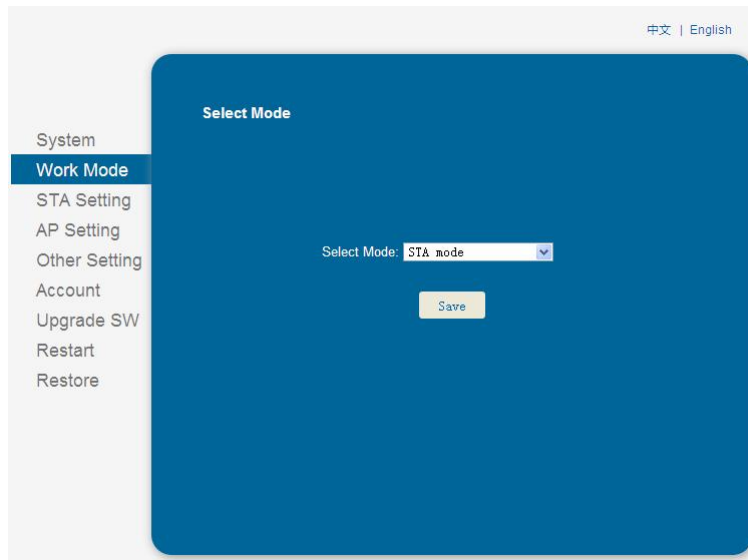 中文 | English
Select Mode
System
Work Mode
STA Setting
AP Setting
Other Setting
Account
Upgrade SW
Restart
Restore
Select Mode: STA mode
Save